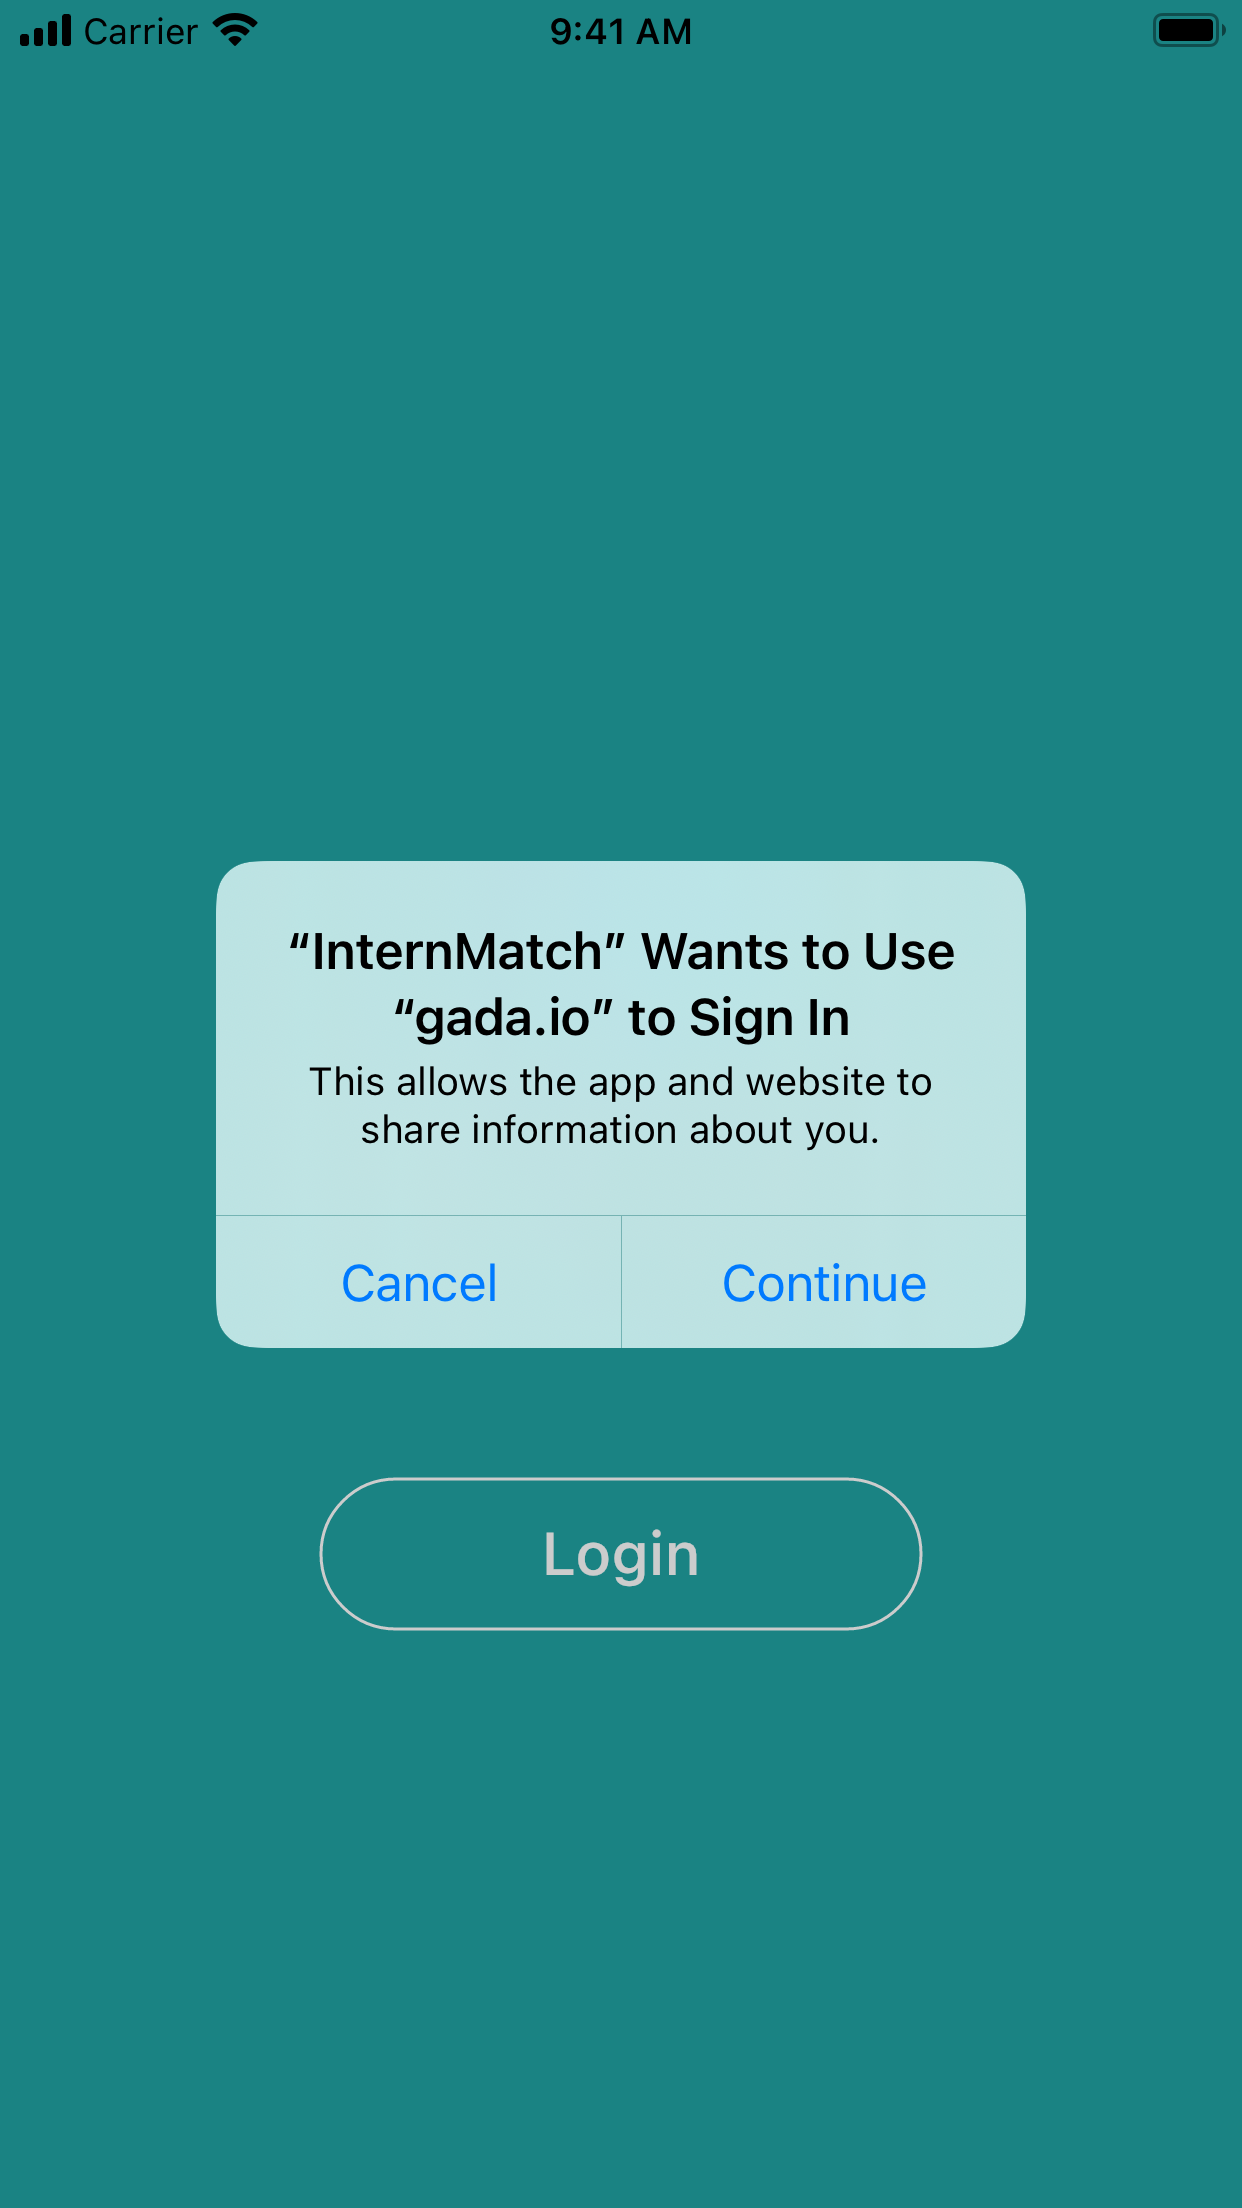 Carrier 9:41 AM
“InternMatch” Wants to Use
“gada.io” to Sign In
This allows the app and website to
share information about you.
Cancel Continue
Login